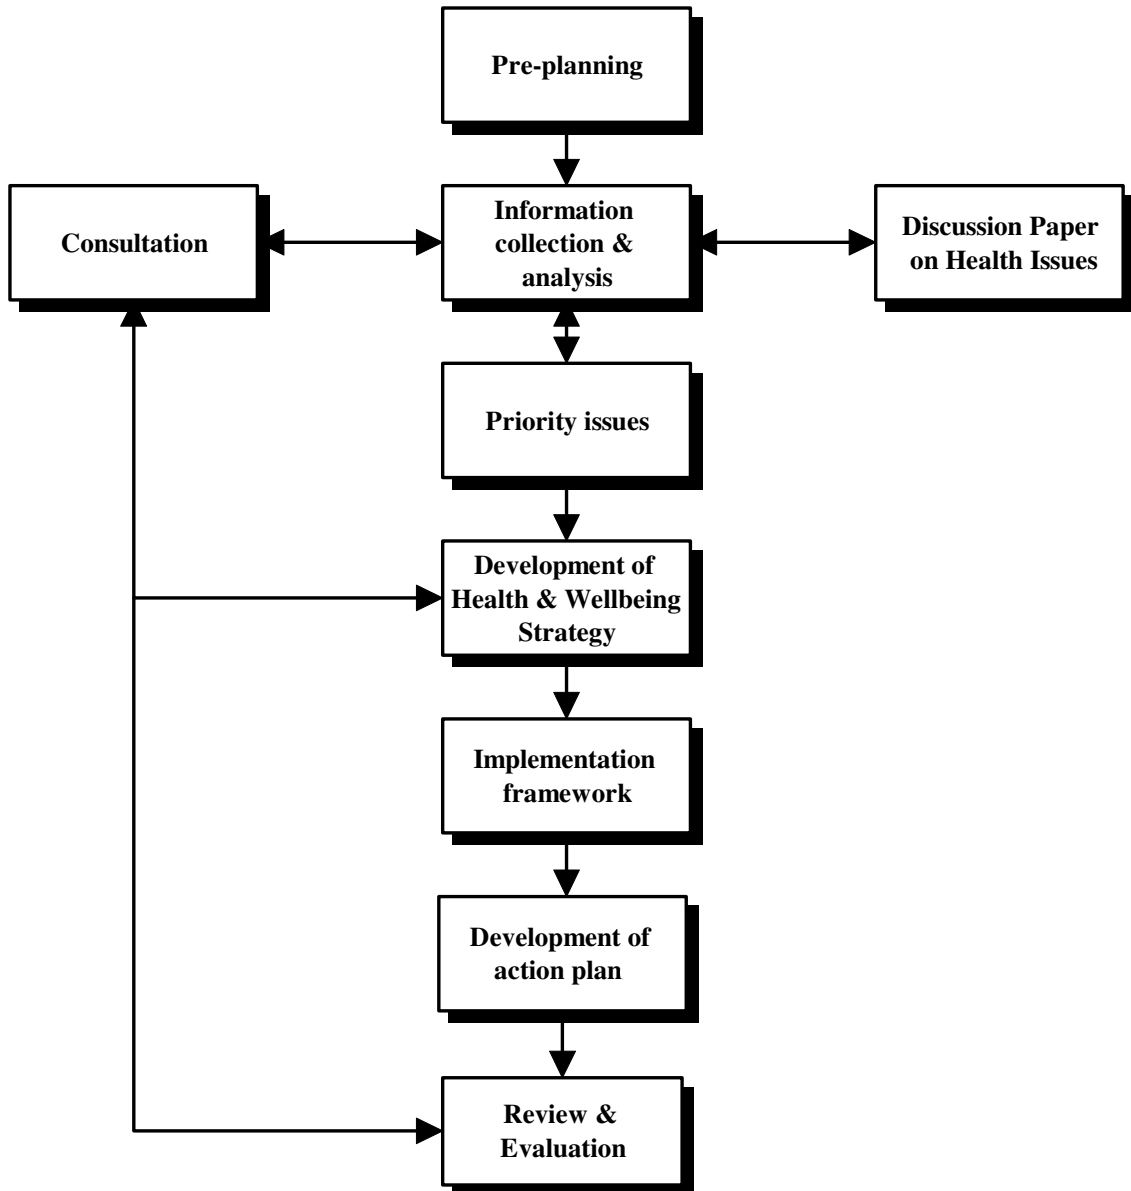 Pre-planning
Consultation
Information
collection &
analysis
Discussion Paper
on Health Issues
Priority issues
Development of
Health & Wellbeing
Strategy
Implementation
framework
Development of
action plan
Review &
Evaluation